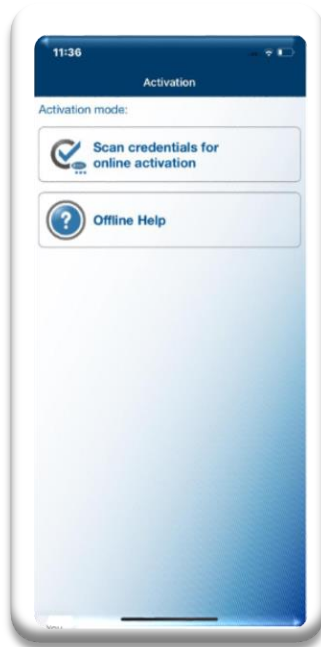 11:36
Activation
Activation mode:
Scan credentials for
online activation
Offline Help